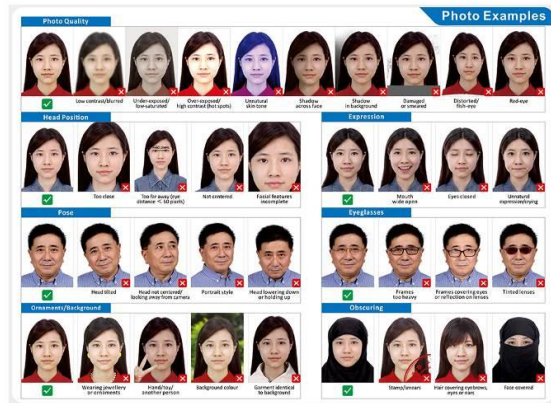 Photo Examples
Photo Quality
Low contrast/blurred
Under-exposed/
low-saturated
Over-exposed/
high contrast (hot spots)
Unnatural
skin tone
Shadow
across face
Shadow
in background
Damaged
or smeared
Distorted/
fish-eye
Red-eye
Head Position
Too close
Too far away (eye
distance < 60 pixels)
Not centered
Facial features
incomplete
Expression
Mouth
wide open
Eyes closed
Unnatural
expression/crying
Pose
Head tilted
Head not centered/
looking away from camera
Portrait style
Head lowering down
or holding up
Eyeglasses
Frames
too heavy
Frames covering eyes
or reflection on lenses
Tinted lenses
Ornaments/Background
Wearing jewellery
or ornaments
Hand/toy/
another person
Background colour
Garment identical
to background
Obscuring
Stamp/smears
Hair covering eyebrows,
eyes or ears
Face covered